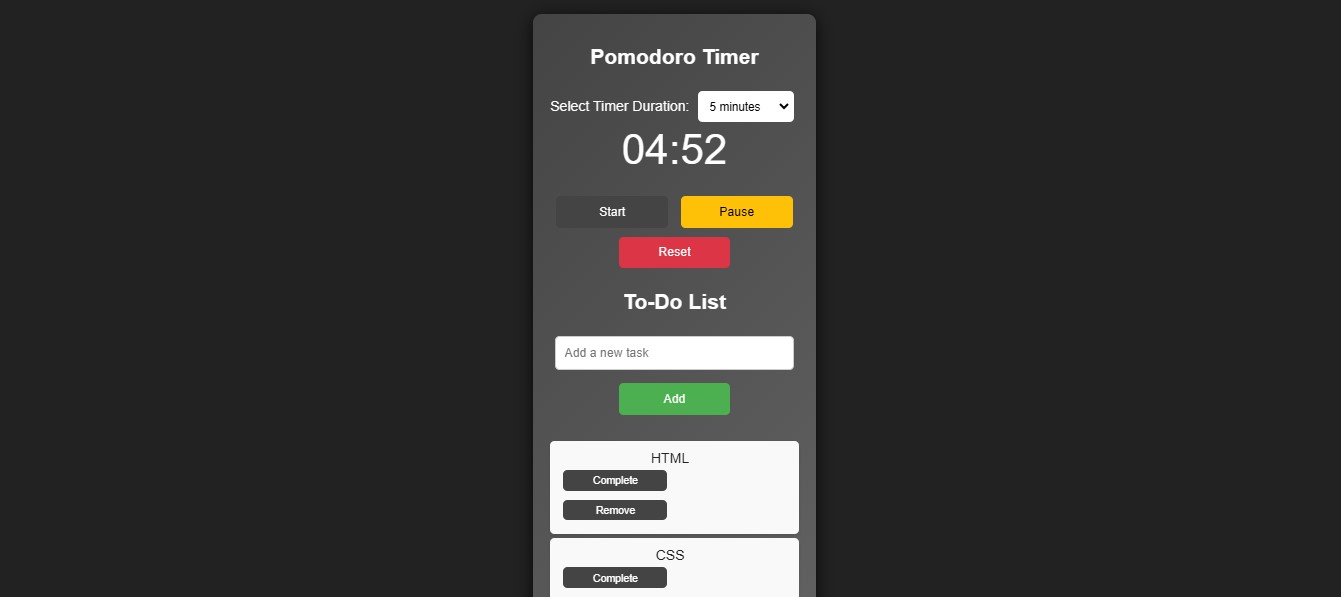 Pomodoro Timer
Select Timer Duration: 5 minutes
04:52
Start Pause
Reset
To-Do List
Add a new task
Add
HTML
Complete
Remove
CSS
Complete